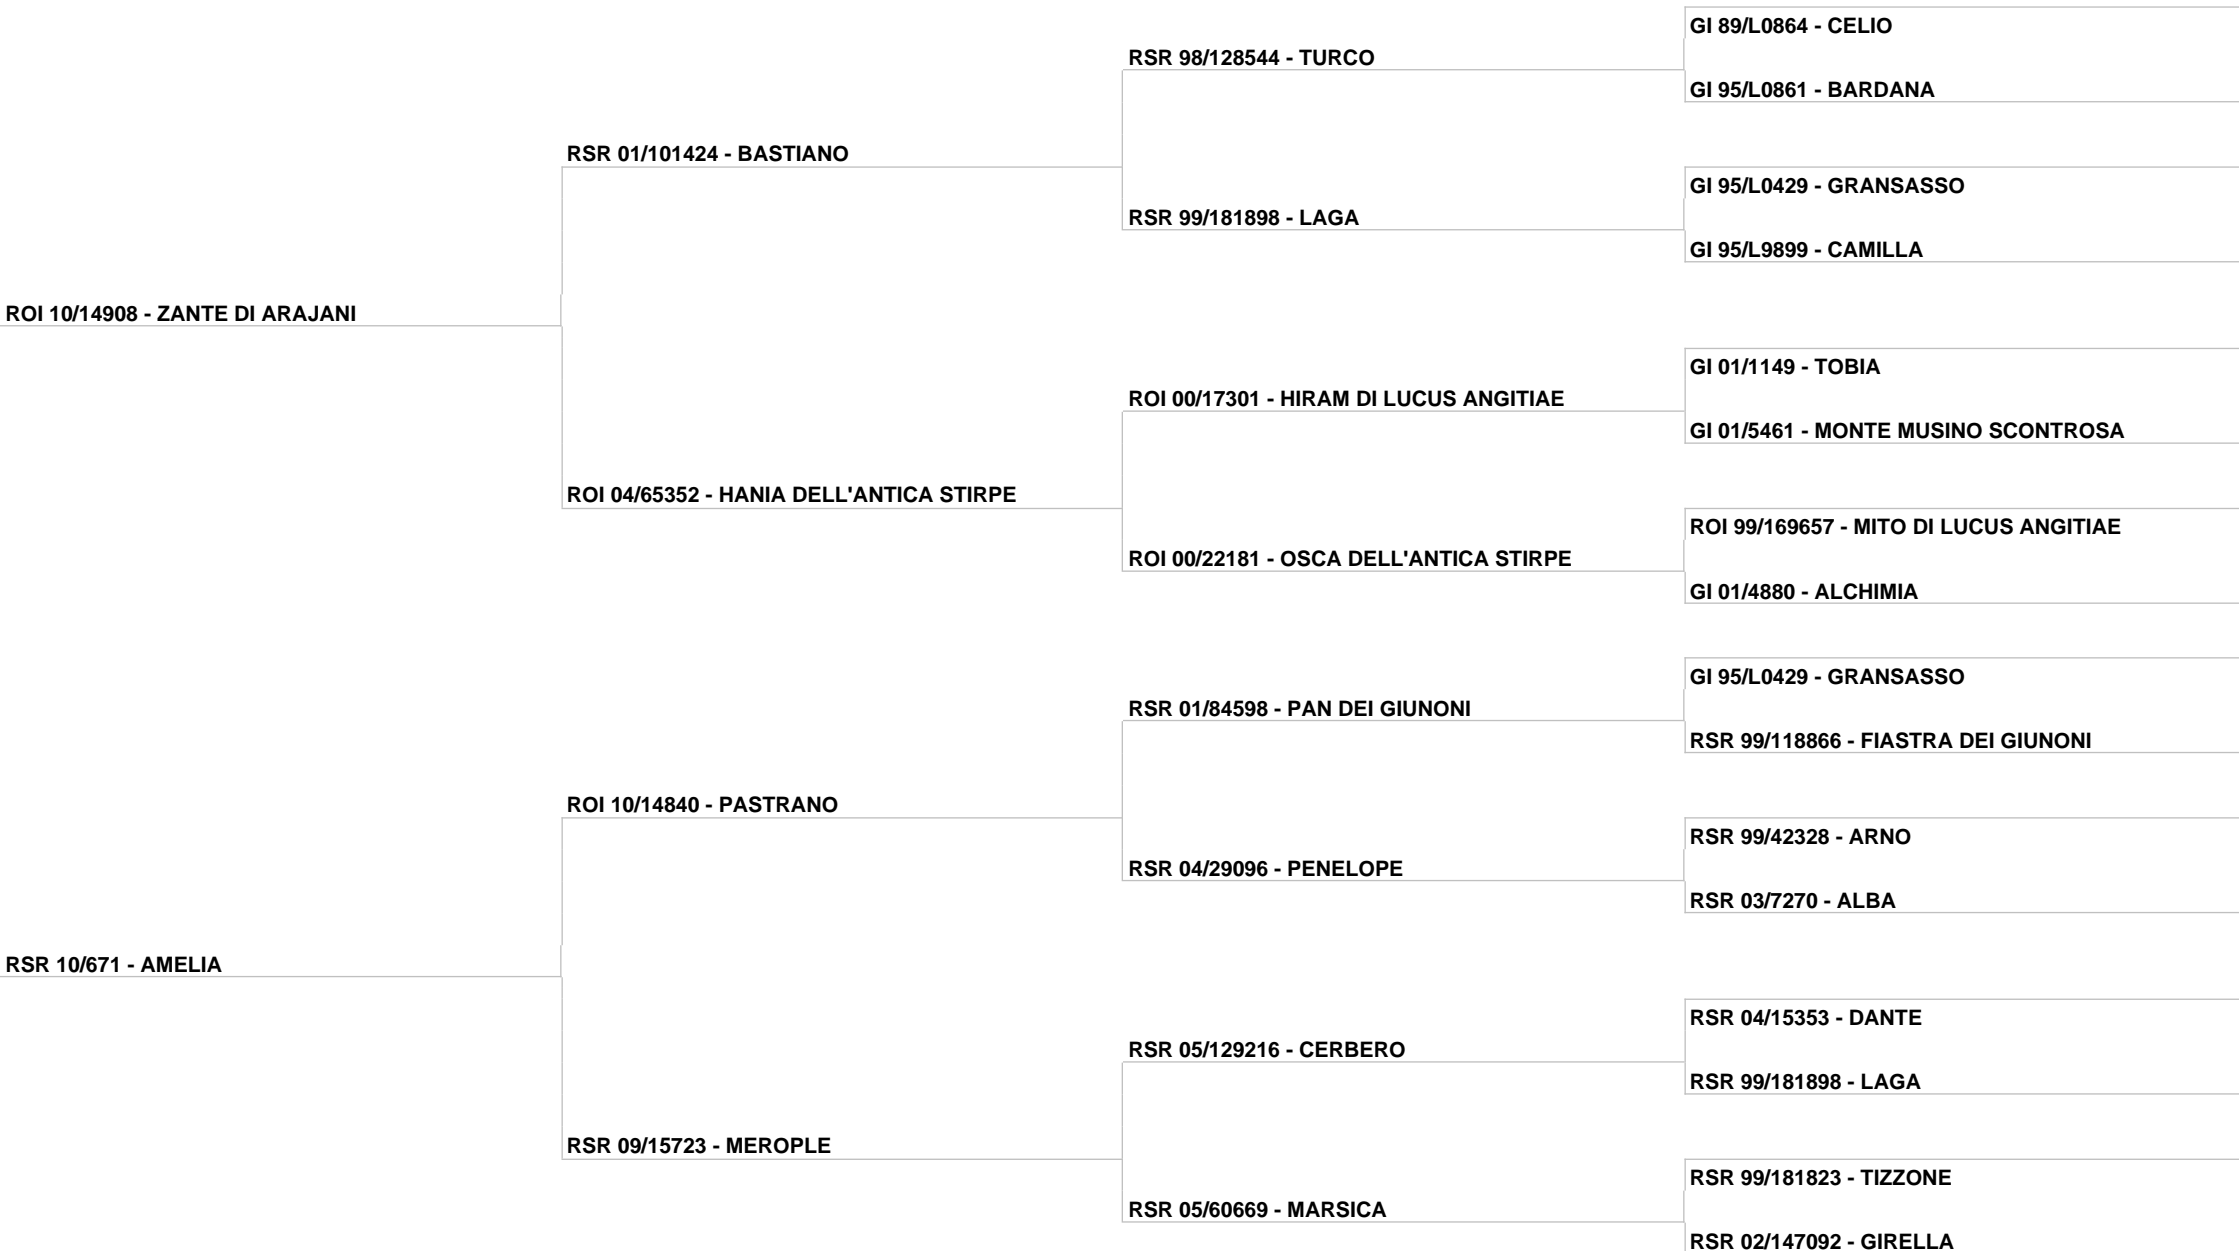 GI 89/L0864 - CELIO
RSR 98/128544 - TURCO
GI 95/L0861 - BARDANA
RSR 01/101424 - BASTIANO
GI 95/L0429 - GRANSASSO
RSR 99/181898 - LAGA
GI 95/L9899 - CAMILLA
ROI 10/14908 - ZANTE DI ARAJANI
GI 01/1149 - TOBIA
ROI 00/17301 - HIRAM DI LUCUS ANGITIAE
GI 01/5461 - MONTE MUSINO SCONTROSA
ROI 04/65352 - HANIA DELL'ANTICA STIRPE
ROI 99/169657 - MITO DI LUCUS ANGITIAE
ROI 00/22181 - OSCA DELL'ANTICA STIRPE
GI 01/4880 - ALCHIMIA
GI 95/L0429 - GRANSASSO
RSR 01/84598 - PAN DEI GIUNONI
RSR 99/118866 - FIASTRA DEI GIUNONI
ROI 10/14840 - PASTRANO
RSR 99/42328 - ARNO
RSR 04/29096 - PENELOPE
RSR 03/7270 - ALBA
RSR 10/671 - AMELIA
RSR 04/15353 - DANTE
RSR 05/129216 - CERBERO
RSR 99/181898 - LAGA
RSR 09/15723 - MEROPLE
RSR 99/181823 - TIZZONE
RSR 05/60669 - MARSICA
RSR 02/147092 - GIRELLA